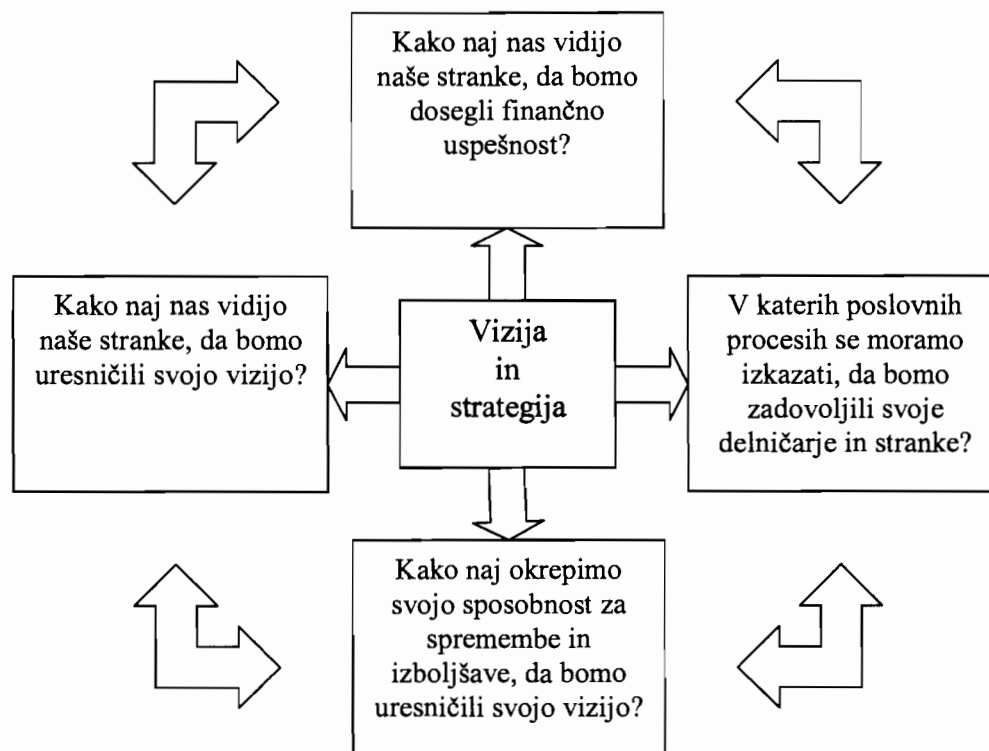 Kako naj nas vidijo
naše stranke, da bomo
dosegli finančno
uspešnost?
Kako naj nas vidijo
naše stranke, da bomo
uresničili svojo vizijo?
Vizija
in
strategija
V katerih poslovnih
procesih se moramo
izkazati, da bomo
zadovoljili svoje
delničarje in stranke?
Kako naj okrepimo
svojo sposobnost za
spremembe in
izboljšave, da bomo
uresničili svojo vizijo?